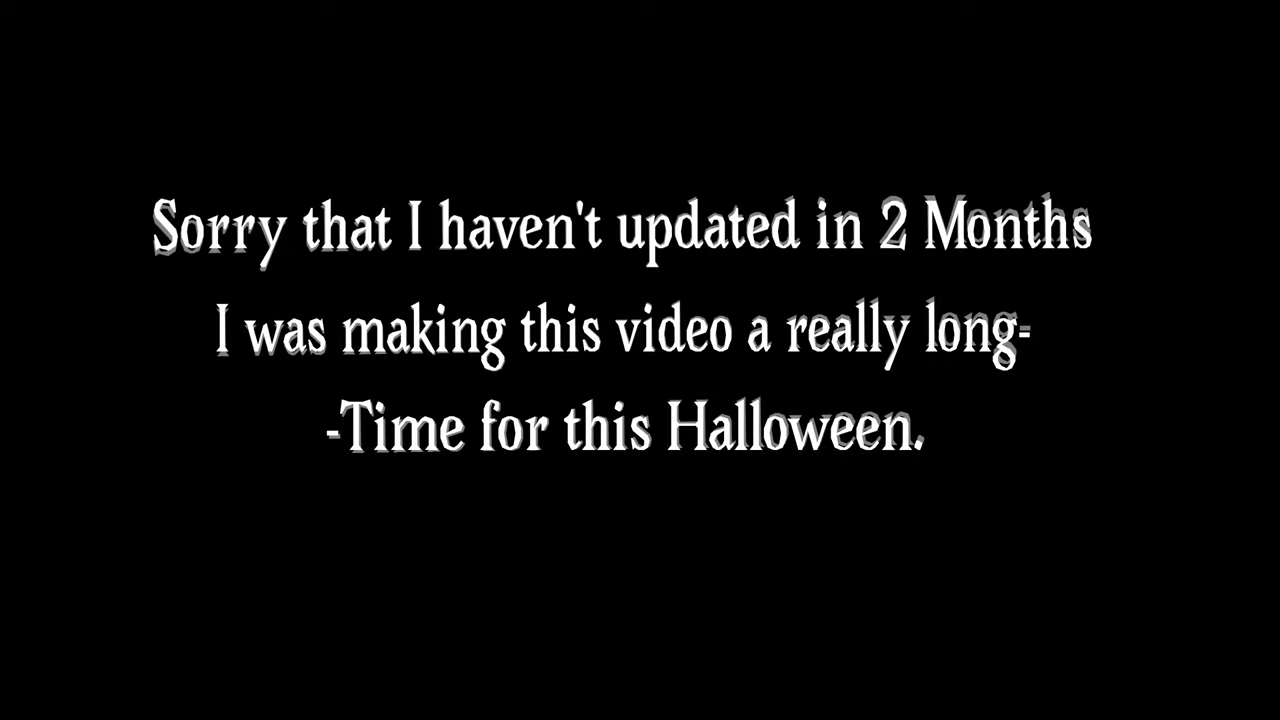 Sorry that I haven't updated in 2 Months
I was making this video a really long-
-Time for this Halloween.